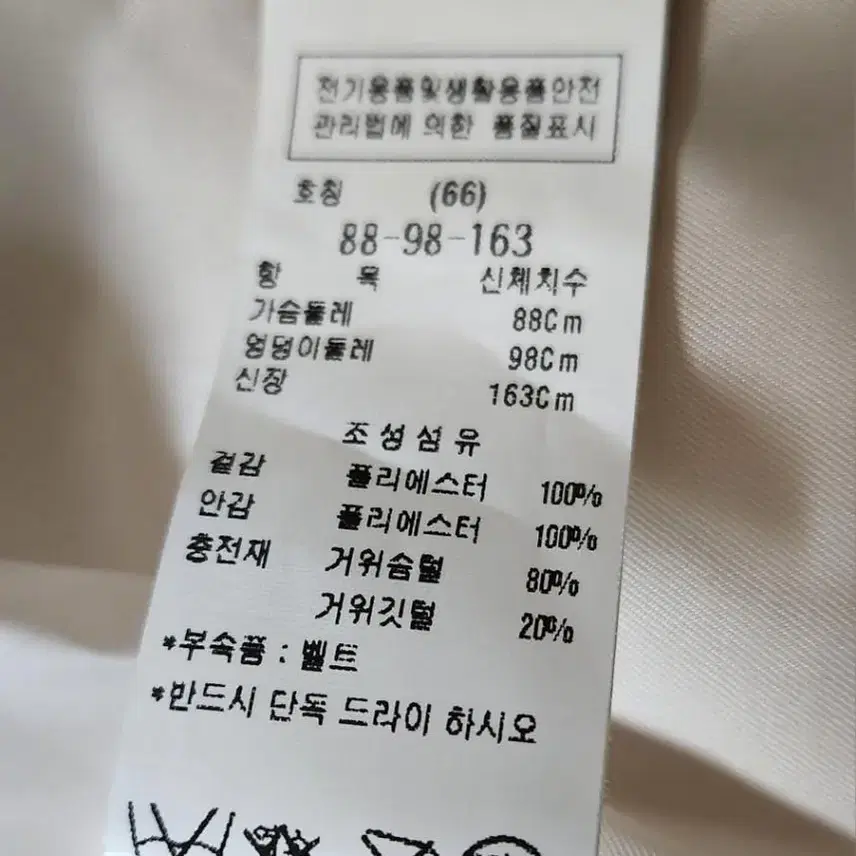 전기용품및생활용품안전
관리법에 의한 품질표시
호칭 (66)
88-98-163
항 목 신체치수
가슴둘레 88Cm
엉덩이둘레 98Cm
신장 163Cm
조성섬유
겉감 폴리에스터 100%
안감 폴리에스터 100%
충전재 거위솜털 80%
거위깃털 20%
*부속품 : 벨트
*반드시 단독 드라이 하시오